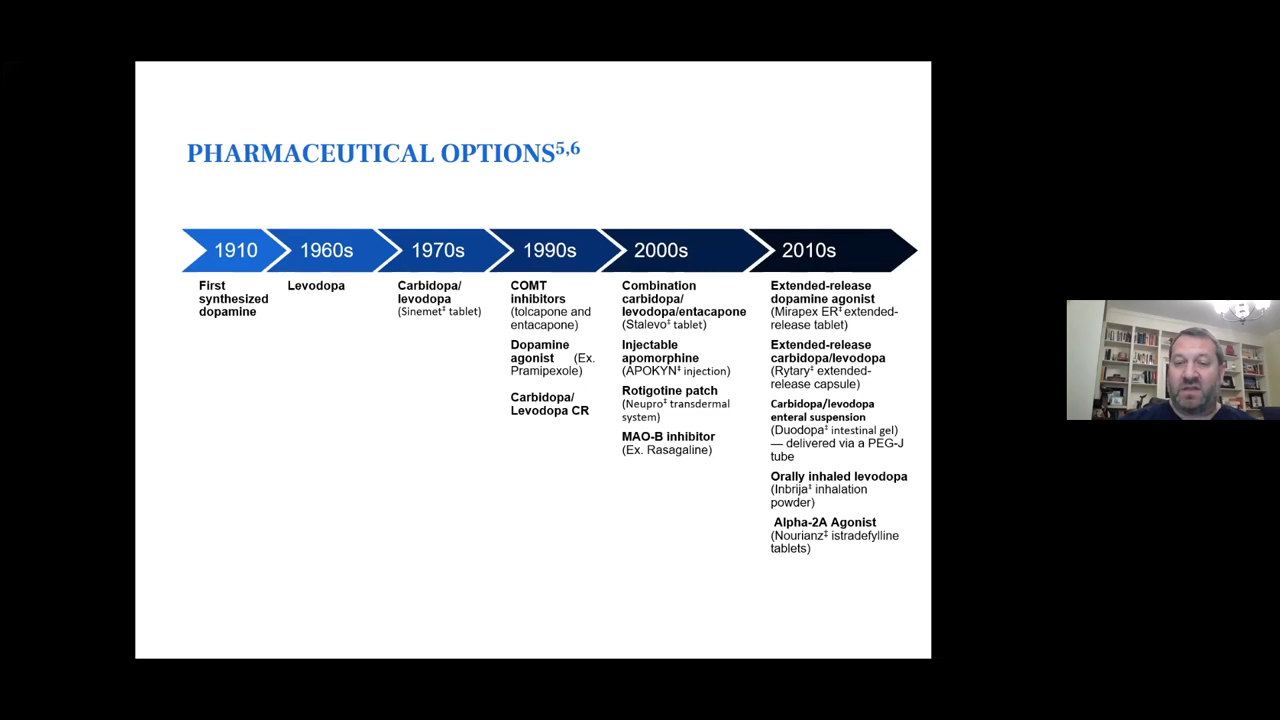 PHARMACEUTICAL OPTIONS5,6
1910
1960s
1970s
1990s
2000s
2010s
First
synthesized
dopamine
Levodopa
Carbidopa/
levodopa
(Sinemet‡ tablet)
COMT
inhibitors
(tolcapone and
entacapone)
Dopamine
agonist (Ex.
Pramipexole)
Carbidopa/
Levodopa CR
Combination
carbidopa/
levodopa/entacapone
(Stalevo‡ tablet)
Injectable
apomorphine
(APOKYN‡ injection)
Rotigotine patch
(Neupro‡ transdermal
system)
MAO-B inhibitor
(Ex. Rasagaline)
Extended-release
dopamine agonist
(Mirapex ER‡ extended-
release tablet)
Extended-release
carbidopa/levodopa
(Rytary‡ extended-
release capsule)
Carbidopa/levodopa
enteral suspension
(Duodopa‡ intestinal gel)
— delivered via a PEG-J
tube
Orally inhaled levodopa
(Inbrija‡ inhalation
powder)
Alpha-2A Agonist
(Nourianz‡ istradefylline
tablets)